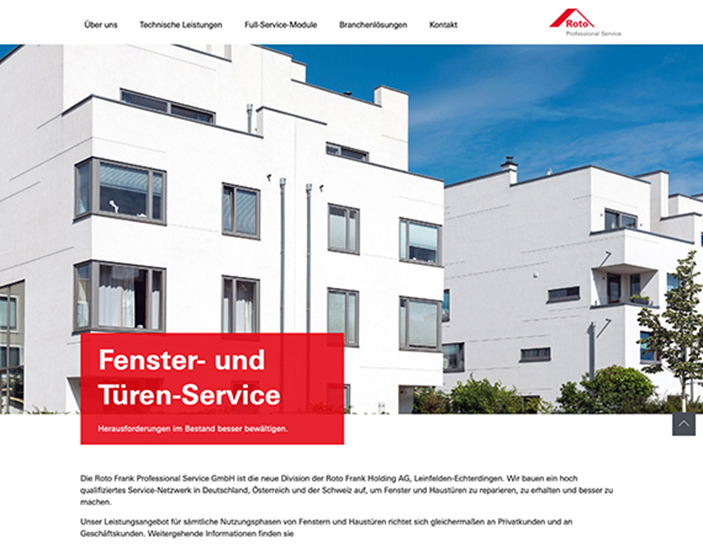 Über uns Technische Leistungen Full-Service-Module Branchenlösungen Kontakt
Roto
Professional Service
Fenster- und
Türen-Service
Herausforderungen im Bestand besser bewältigen.
Die Roto Frank Professional Service GmbH ist die neue Division der Roto Frank Holding AG, Leinfelden-Echterdingen. Wir bauen ein hoch
qualifiziertes Service-Netzwerk in Deutschland, Österreich und der Schweiz auf, um Fenster und Haustüren zu reparieren, zu erhalten und besser zu
machen.
Unser Leistungsangebot für sämtliche Nutzungsphasen von Fenstern und Haustüren richtet sich gleichermaßen an Privatkunden und an
Geschäftskunden. Weitergehende Informationen finden sie